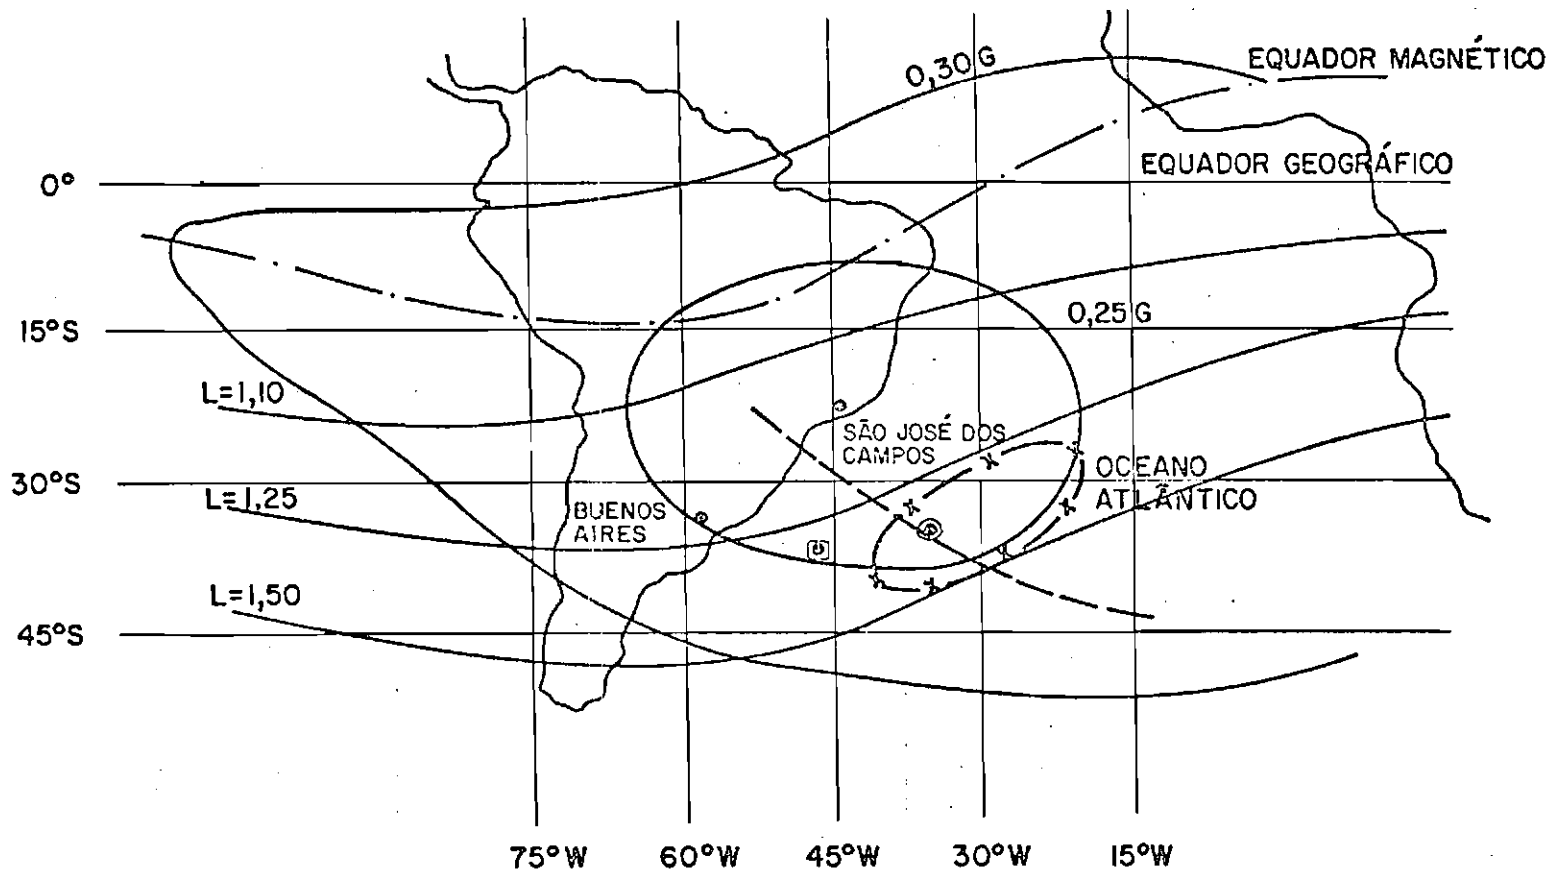 0,30 G
EQUADOR MAGNÉTICO
EQUADOR GEOGRÁFICO
0°
0,25 G
15°S
L=1,10
SÃO JOSÉ DOS
CAMPOS
OCEANO
ATLÂNTICO
30°S
L=1,25
BUENOS
AIRES
L=1,50
45°S
75°W 60°W 45°W 30°W 15°W